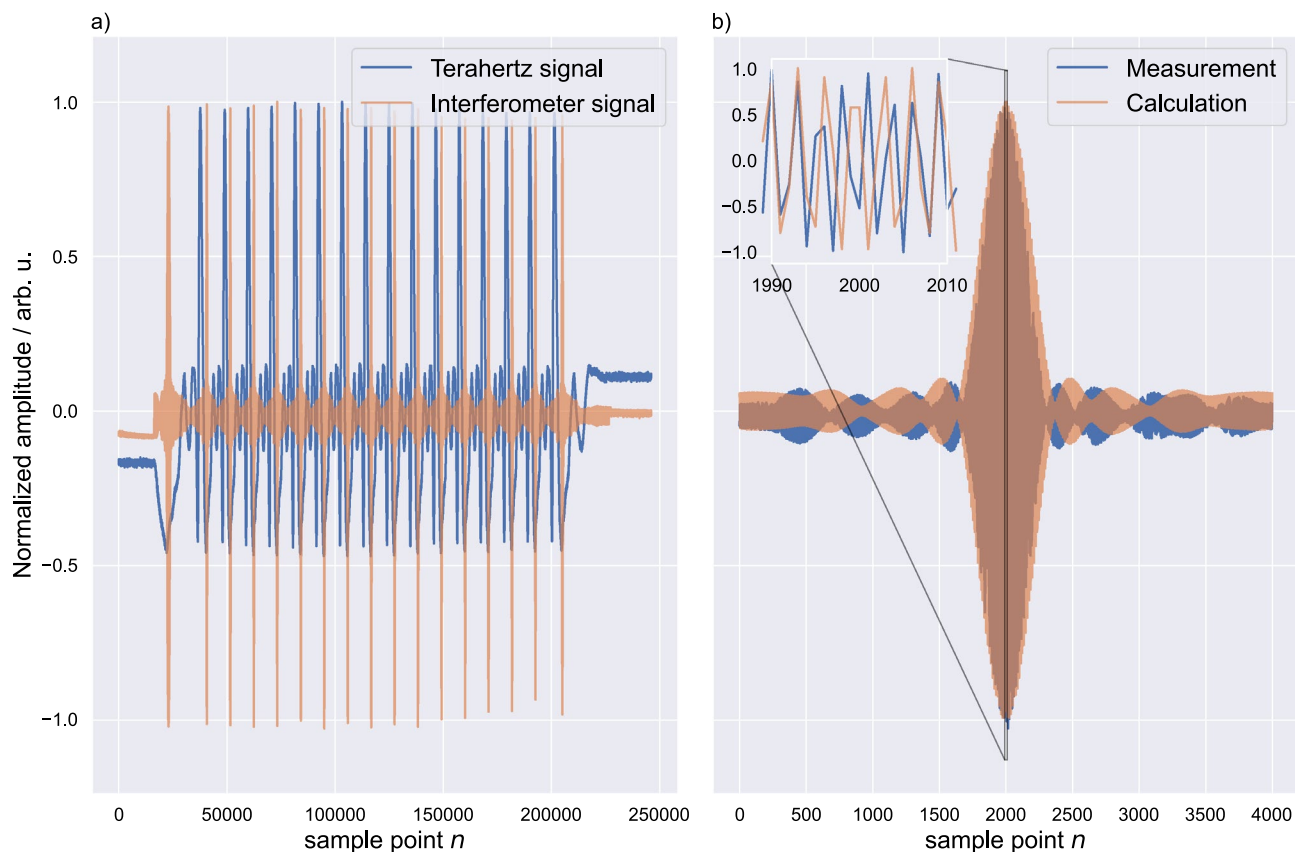 a)
Terahertz signal
Interferometer signal
1.0
0.5
0.0
−0.5
−1.0
Normalized amplitude / arb. u.
0 50000 100000 150000 200000 250000
sample point n
b)
Measurement
Calculation
1.0
0.5
0.0
−0.5
−1.0
1990 2000 2010
0 500 1000 1500 2000 2500 3000 3500 4000
sample point n